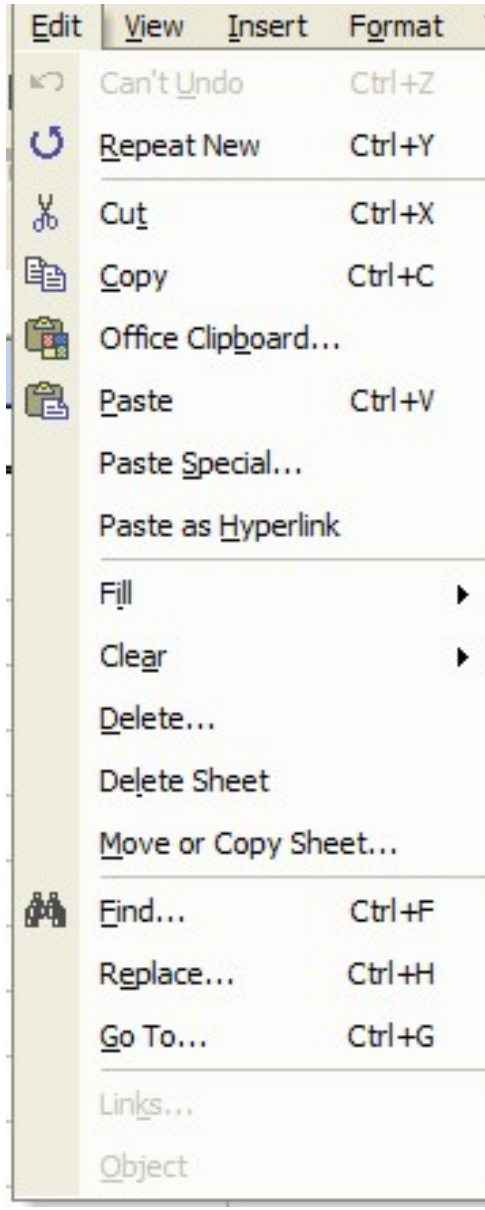 Edit View Insert Format
Can't Undo Ctrl+Z
Repeat New Ctrl+Y
Cut Ctrl+X
Copy Ctrl+C
Office Clipboard...
Paste Ctrl+V
Paste Special...
Paste as Hyperlink
Fill
Clear
Delete...
Delete Sheet
Move or Copy Sheet...
Find... Ctrl+F
Replace... Ctrl+H
Go To... Ctrl+G
Links...
Object